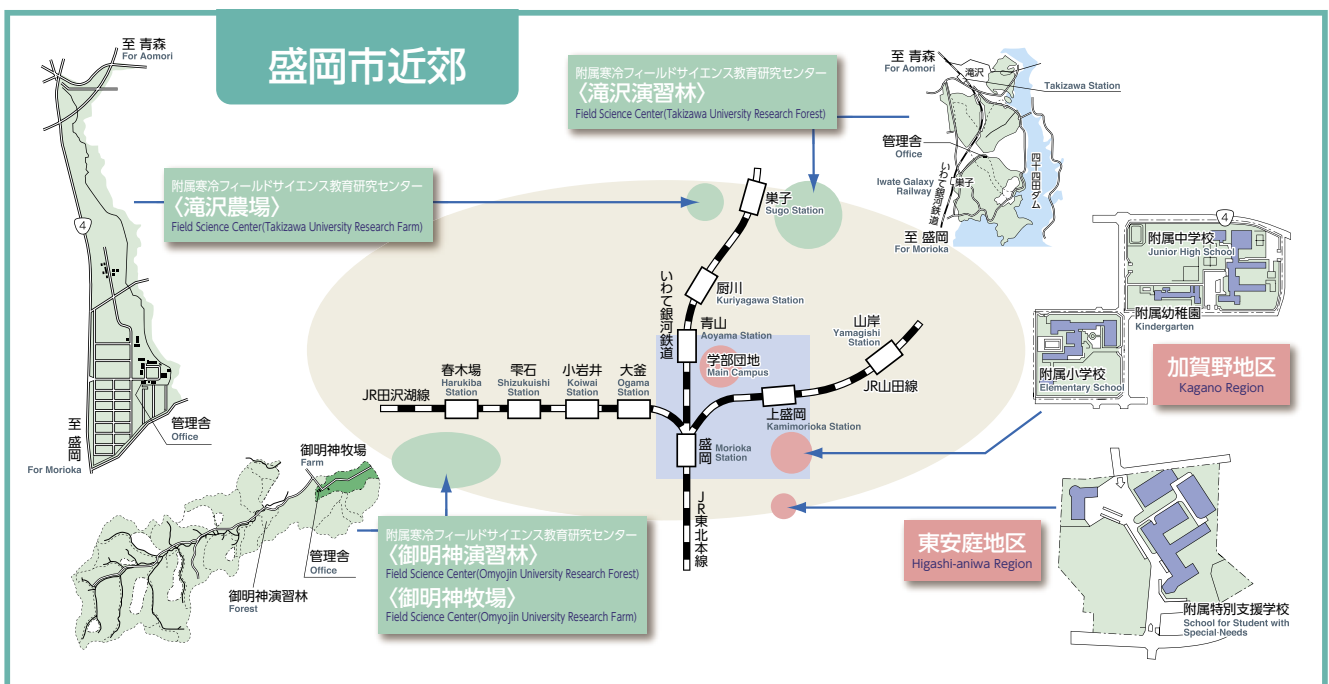 盛岡市近郊
至 青森
For Aomori
4
管理舎
Office
至 盛岡
For Morioka
附属寒冷フィールドサイエンス教育研究センター
〈滝沢農場〉
Field Science Center(Takizawa University Research Farm)
附属寒冷フィールドサイエンス教育研究センター
〈滝沢演習林〉
Field Science Center(Takizawa University Research Forest)
至 青森
For Aomori
滝沢
Takizawa Station
管理舎
Office
四十四田ダム
Iwate Galaxy
Railway
いわて銀河鉄道
巣子
至 盛岡
For Morioka
巣子
Sugo Station
厨川
Kuriyagawa Station
いわて銀河鉄道
青山
Aoyama Station
学部団地
Main Campus
山岸
Yamagishi
Station
JR山田線
上盛岡
Kamimorioka Station
盛岡
Morioka
Station
JR東北本線
JR田沢湖線
春木場
Harukiba
Station
雫石
Shizukuishi
Station
小岩井
Koiwai
Station
大釜
Ogama
Station
4
附属中学校
Junior High School
附属幼稚園
Kindergarten
附属小学校
Elementary School
加賀野地区
Kagano Region
御明神牧場
Farm
管理舎
Office
御明神演習林
Forest
附属寒冷フィールドサイエンス教育研究センター
〈御明神演習林〉
Field Science Center(Omyojin University Research Forest)
〈御明神牧場〉
Field Science Center(Omyojin University Research Farm)
東安庭地区
Higashi-aniwa Region
附属特別支援学校
School for Student with
Special-Needs